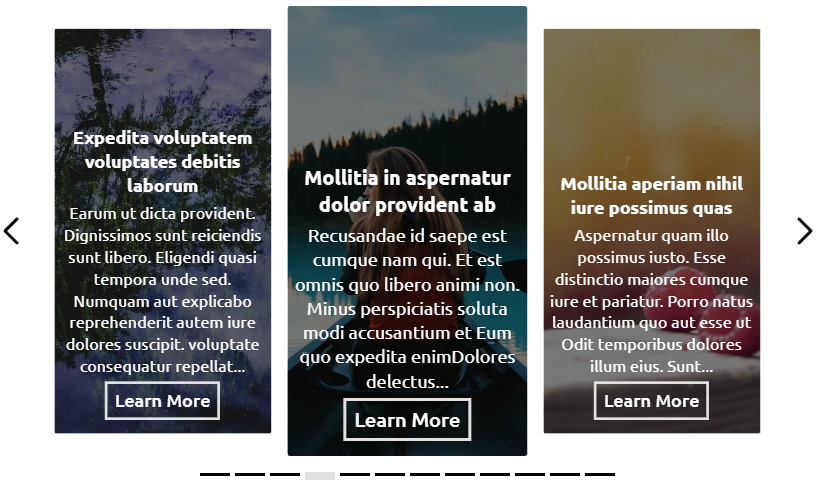 Expedita voluptatem
voluptates debitis
laborum
Earum ut dicta provident.
Dignissimos sunt reiciendis
sunt libero. Eligendi quasi
tempora unde sed.
Numquam aut explicabo
reprehenderit autem iure
dolores suscipit. voluptate
consequatur repellat...
Learn More
Mollitia in aspernatur
dolor provident ab
Recusandae id saepe est
cumque nam qui. Et est
omnis quo libero animi non.
Minus perspiciatis soluta
modi accusantium et Eum
quo expedita enimDolores
delectus...
Learn More
Mollitia aperiam nihil
iure possimus quas
Aspernatur quam illo
possimus iusto. Esse
distinctio maiores cumque
iure et pariatur. Porro natus
laudantium quo aut esse ut
Odit temporibus dolores
illum eius. Sunt...
Learn More